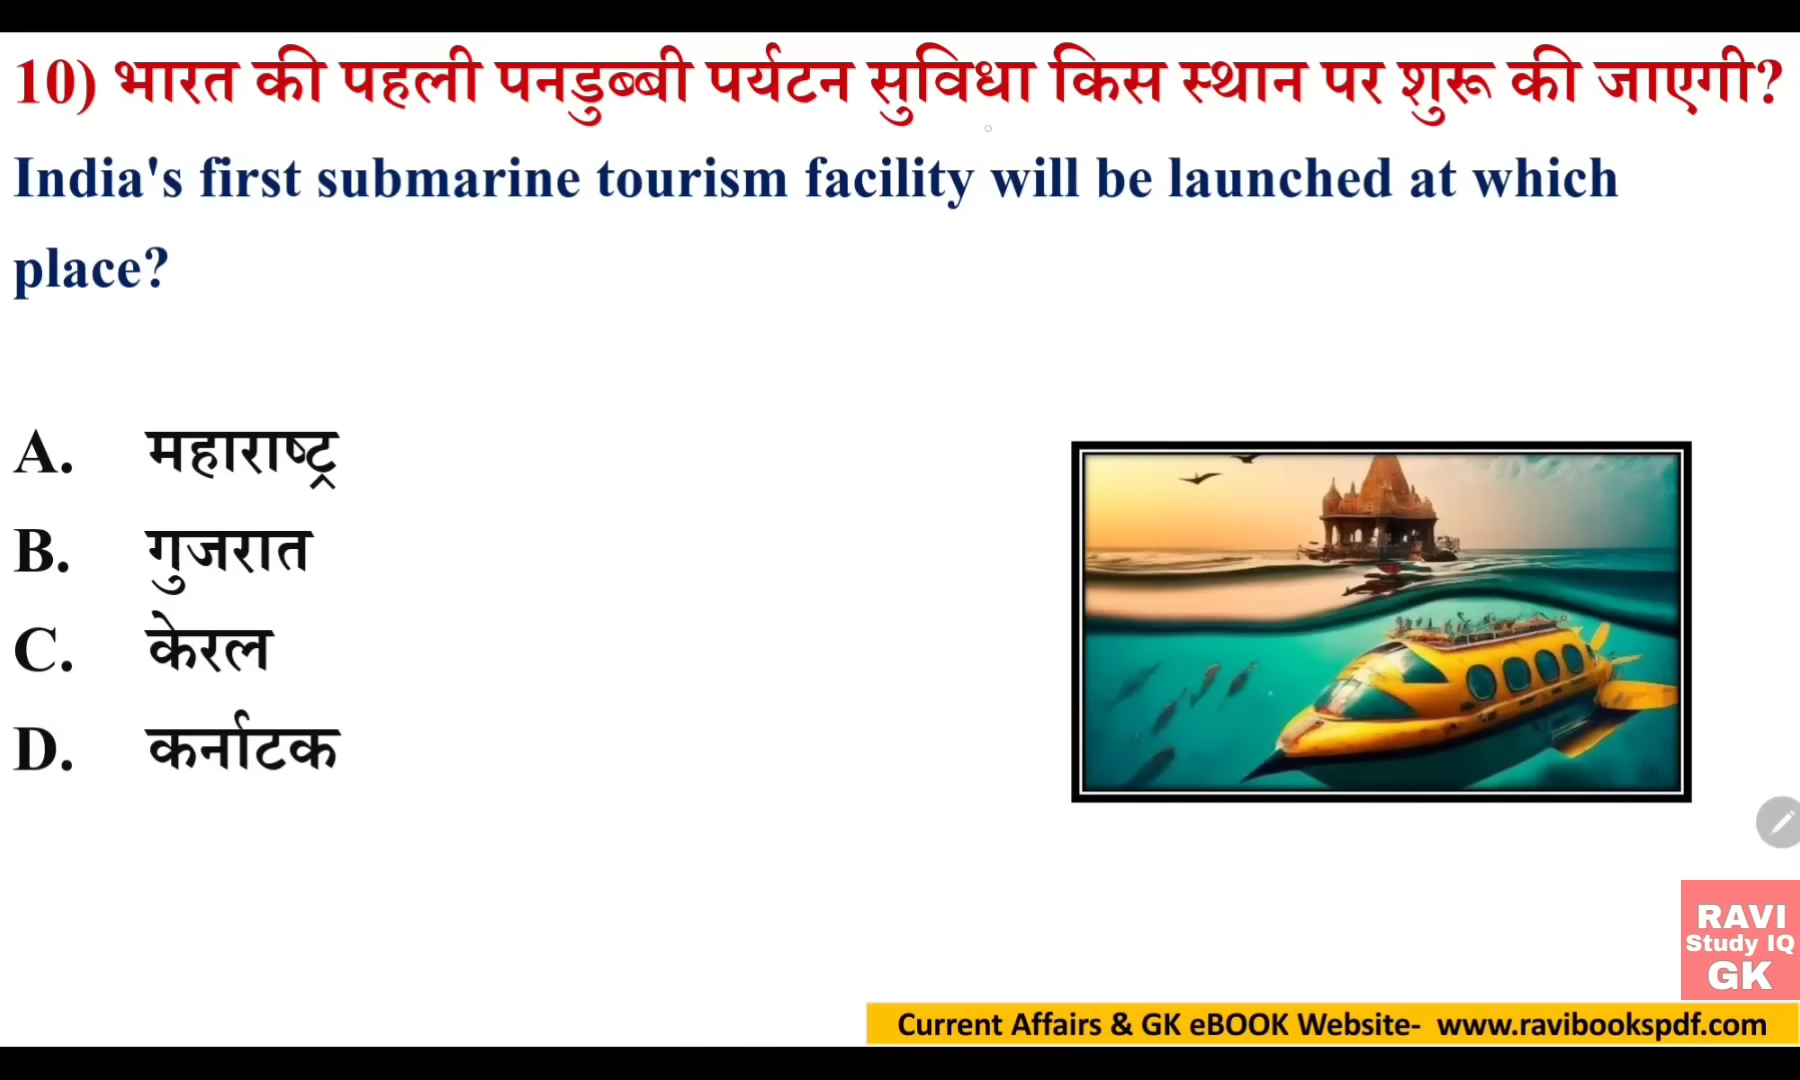 10) भारत की पहली पनडुब्बी पर्यटन सुविधा किस स्थान पर शुरू की जाएगी?
India's first submarine tourism facility will be launched at which
place?
A. महाराष्ट्र
B. गुजरात
C. केरल
D. कर्नाटक
RAVI
Study IQ
GK
Current Affairs & GK eBOOK Website- www.ravibookspdf.com